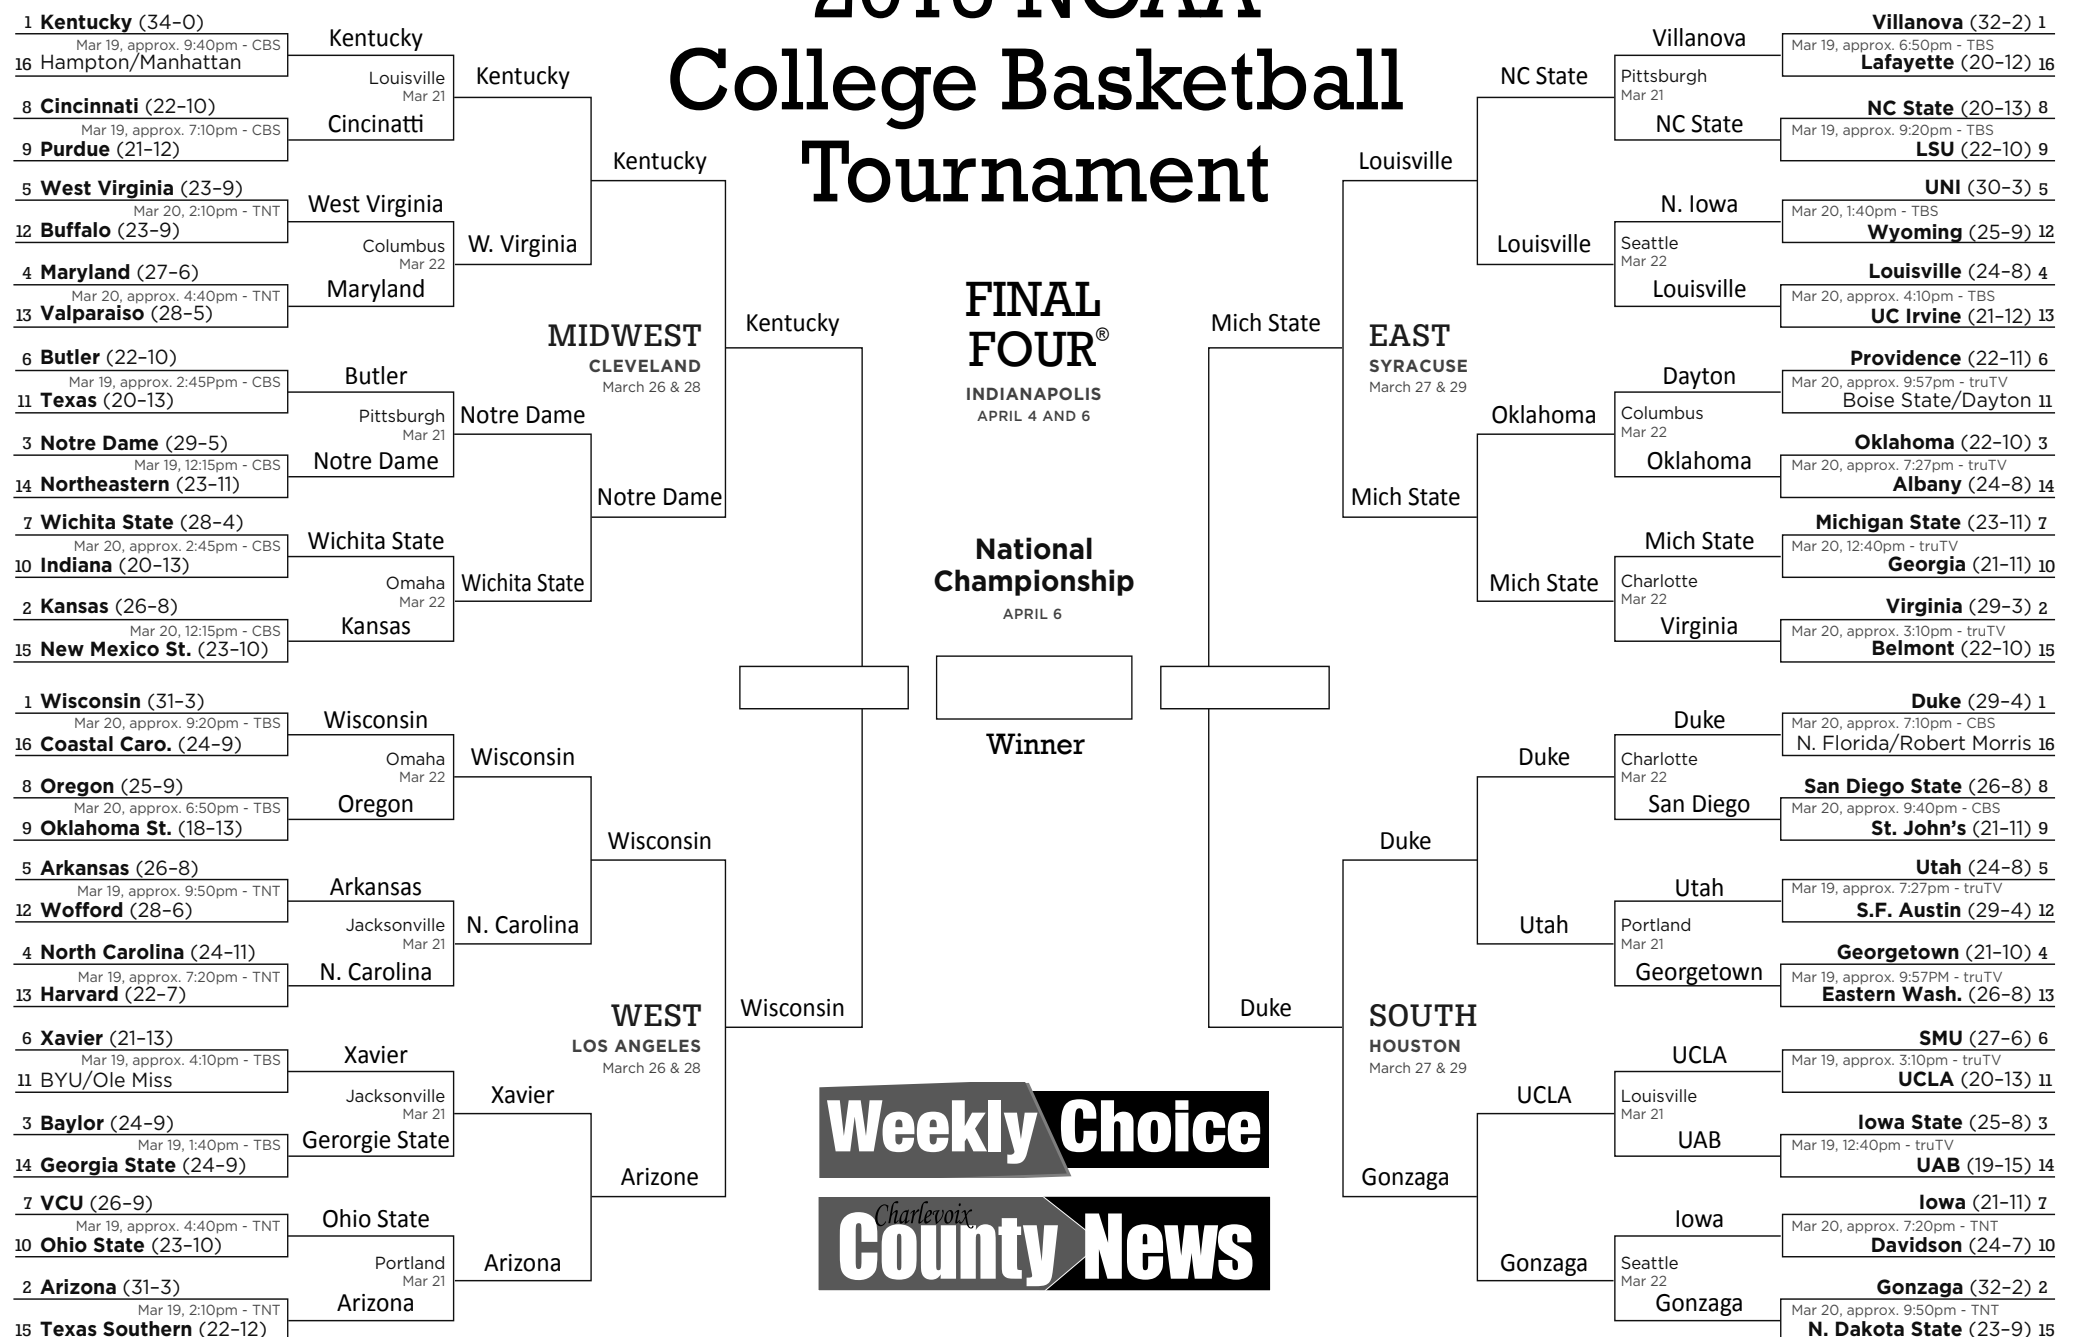 2016 NCAA
College Basketball
Tournament
1 Kentucky (34–0)
Mar 19, approx. 9:40pm - CBS
16 Hampton/Manhattan
8 Cincinnati (22–10)
Mar 19, approx. 7:10pm - CBS
9 Purdue (21–12)
5 West Virginia (23–9)
Mar 20, 2:10pm - TNT
12 Buffalo (23–9)
4 Maryland (27–6)
Mar 20, approx. 4:40pm - TNT
13 Valparaiso (28–5)
6 Butler (22–10)
Mar 19, approx. 2:45Ppm - CBS
11 Texas (20–13)
3 Notre Dame (29–5)
Mar 19, 12:15pm - CBS
14 Northeastern (23–11)
7 Wichita State (28–4)
Mar 20, approx. 2:45pm - CBS
10 Indiana (20–13)
2 Kansas (26–8)
Mar 20, 12:15pm - CBS
15 New Mexico St. (23–10)
Kentucky
Louisville
Mar 21
Cincinatti
West Virginia
Columbus
Mar 22
Maryland
Butler
Pittsburgh
Mar 21
Notre Dame
Wichita State
Omaha
Mar 22
Kansas
Kentucky
W. Virginia
Notre Dame
Wichita State
Kentucky
Notre Dame
MIDWEST
CLEVELAND
March 26 & 28
Kentucky
1 Wisconsin (31–3)
Mar 20, approx. 9:20pm - TBS
16 Coastal Caro. (24–9)
8 Oregon (25–9)
Mar 20, approx. 6:50pm - TBS
9 Oklahoma St. (18–13)
5 Arkansas (26–8)
Mar 19, approx. 9:50pm - TNT
12 Wofford (28–6)
4 North Carolina (24–11)
Mar 19, approx. 7:20pm - TNT
13 Harvard (22–7)
6 Xavier (21–13)
Mar 19, approx. 4:10pm - TBS
11 BYU/Ole Miss
3 Baylor (24–9)
Mar 19, 1:40pm - TBS
14 Georgia State (24–9)
7 VCU (26–9)
Mar 19, approx. 4:40pm - TNT
10 Ohio State (23–10)
2 Arizona (31–3)
Mar 19, 2:10pm - TNT
15 Texas Southern (22–12)
Wisconsin
Omaha
Mar 22
Oregon
Arkansas
Jacksonville
Mar 21
N. Carolina
Xavier
Jacksonville
Mar 21
Gerorgie State
Ohio State
Portland
Mar 21
Arizona
Wisconsin
N. Carolina
Xavier
Arizona
Wisconsin
Arizone
WEST
LOS ANGELES
March 26 & 28
Wisconsin
FINAL
FOUR®
INDIANAPOLIS
APRIL 4 AND 6
National
Championship
APRIL 6
Winner
Weekly Choice
Charlevoix
County News
Mich State
EAST
SYRACUSE
March 27 & 29
Louisville
Mich State
NC State
Louisville
Oklahoma
Mich State
Villanova
Pittsburgh
Mar 21
NC State
N. Iowa
Seattle
Mar 22
Louisville
Dayton
Columbus
Mar 22
Oklahoma
Mich State
Charlotte
Mar 22
Virginia
Villanova (32–2) 1
Mar 19, approx. 6:50pm - TBS
Lafayette (20–12) 16
NC State (20–13) 8
Mar 19, approx. 9:20pm - TBS
LSU (22–10) 9
UNI (30–3) 5
Mar 20, 1:40pm - TBS
Wyoming (25–9) 12
Louisville (24–8) 4
Mar 20, approx. 4:10pm - TBS
UC Irvine (21–12) 13
Providence (22–11) 6
Mar 20, approx. 9:57pm - truTV
Boise State/Dayton 11
Oklahoma (22–10) 3
Mar 20, approx. 7:27pm - truTV
Albany (24–8) 14
Michigan State (23–11) 7
Mar 20, 12:40pm - truTV
Georgia (21–11) 10
Virginia (29–3) 2
Mar 20, approx. 3:10pm - truTV
Belmont (22–10) 15
Duke
SOUTH
HOUSTON
March 27 & 29
Duke
Gonzaga
Duke
Utah
UCLA
Gonzaga
Duke
Charlotte
Mar 22
San Diego
Utah
Portland
Mar 21
Georgetown
UCLA
Louisville
Mar 21
UAB
Iowa
Seattle
Mar 22
Gonzaga
Duke (29–4) 1
Mar 20, approx. 7:10pm - CBS
N. Florida/Robert Morris 16
San Diego State (26–8) 8
Mar 20, approx. 9:40pm - CBS
St. John’s (21–11) 9
Utah (24–8) 5
Mar 19, approx. 7:27pm - truTV
S.F. Austin (29–4) 12
Georgetown (21–10) 4
Mar 19, approx. 9:57PM - truTV
Eastern Wash. (26–8) 13
SMU (27–6) 6
Mar 19, approx. 3:10pm - truTV
UCLA (20–13) 11
Iowa State (25–8) 3
Mar 19, 12:40pm - truTV
UAB (19–15) 14
Iowa (21–11) 7
Mar 20, approx. 7:20pm - TNT
Davidson (24–7) 10
Gonzaga (32–2) 2
Mar 20, approx. 9:50pm - TNT
N. Dakota State (23–9) 15